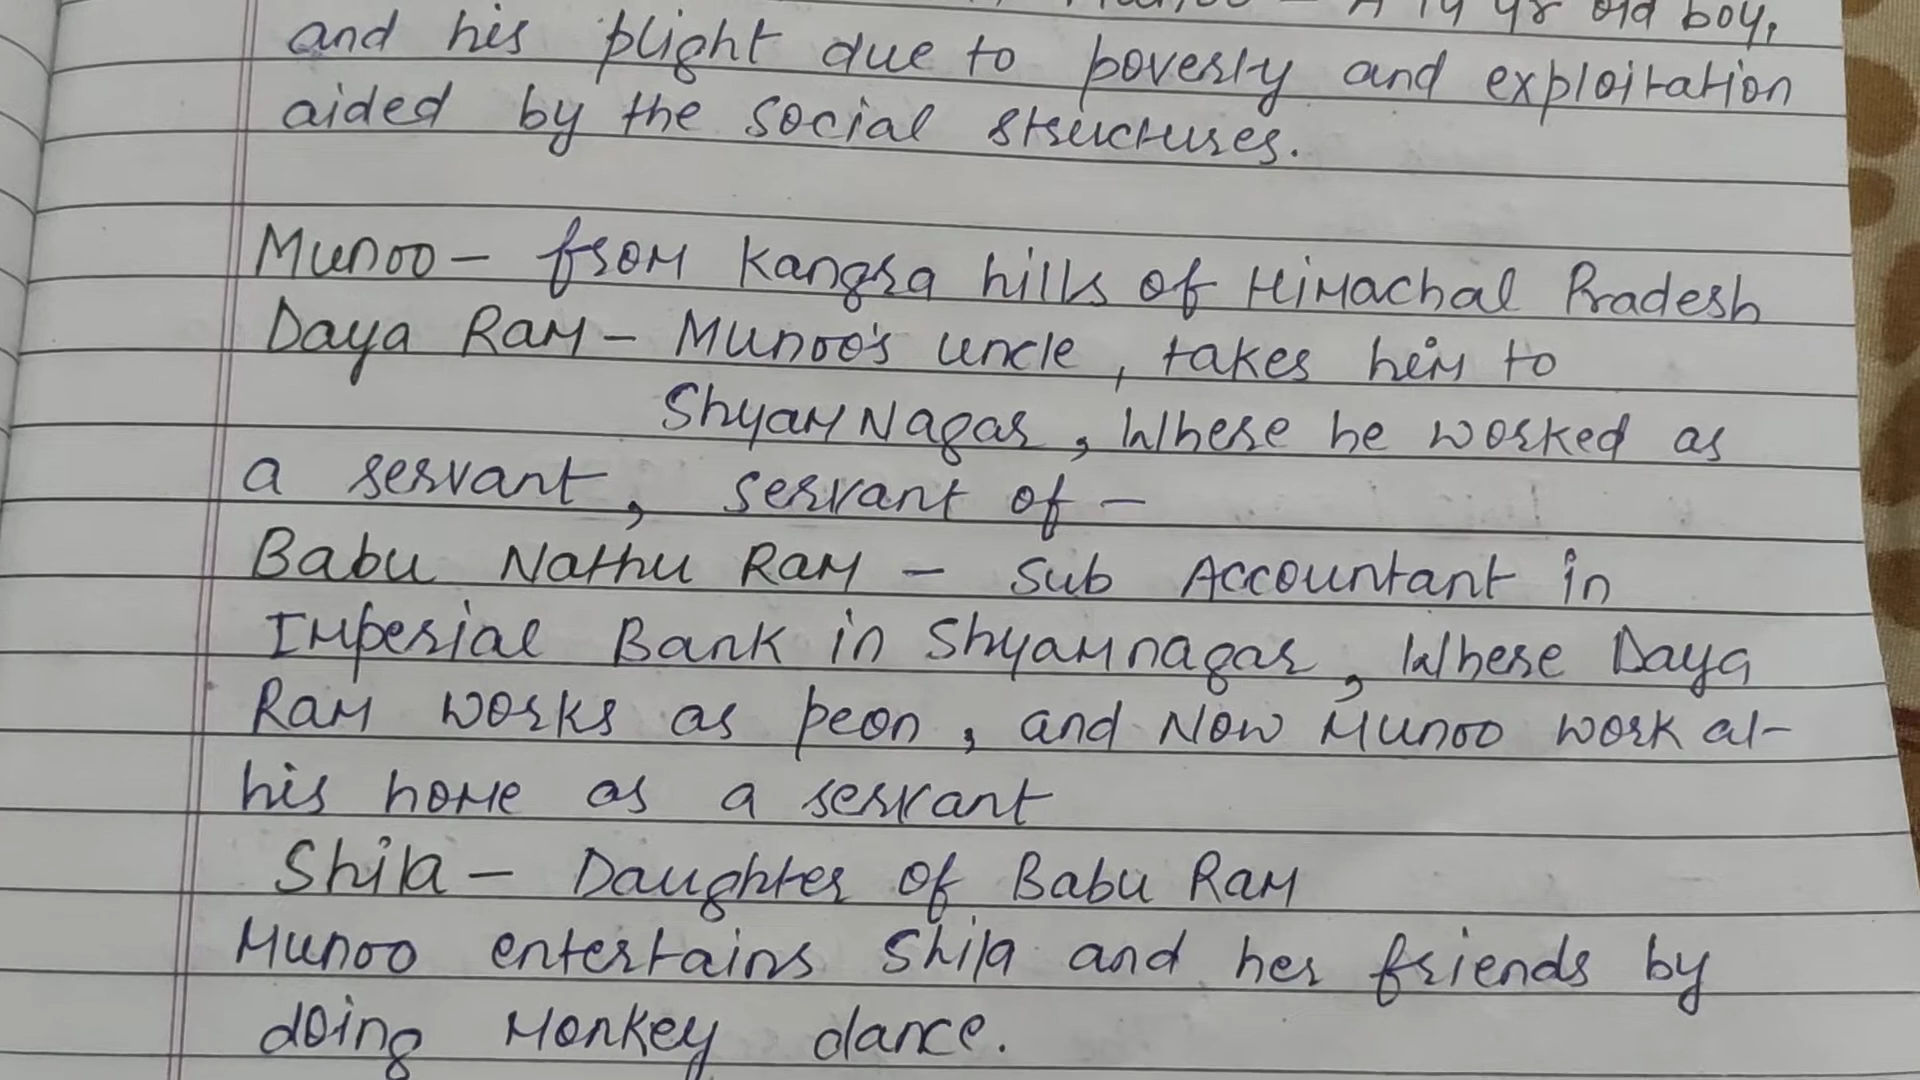 A 14 yr old boy,
and his plight due to poverty and exploitation
aided by the social structures.
Munoo - from Kangra hills of Himachal Pradesh
Daya Ram - Munoo's uncle, takes him to
Shyam Nagar, Where he worked as
a servant, servant of -
Babu Nathu Ram - Sub Accountant in
Imperial Bank in Shyamnagar, Where Daya
Ram works as peon, and Now Munoo work at
his home as a servant
Shila - Daughter of Babu Ram
Munoo entertains Shila and her friends by
doing Monkey dance.